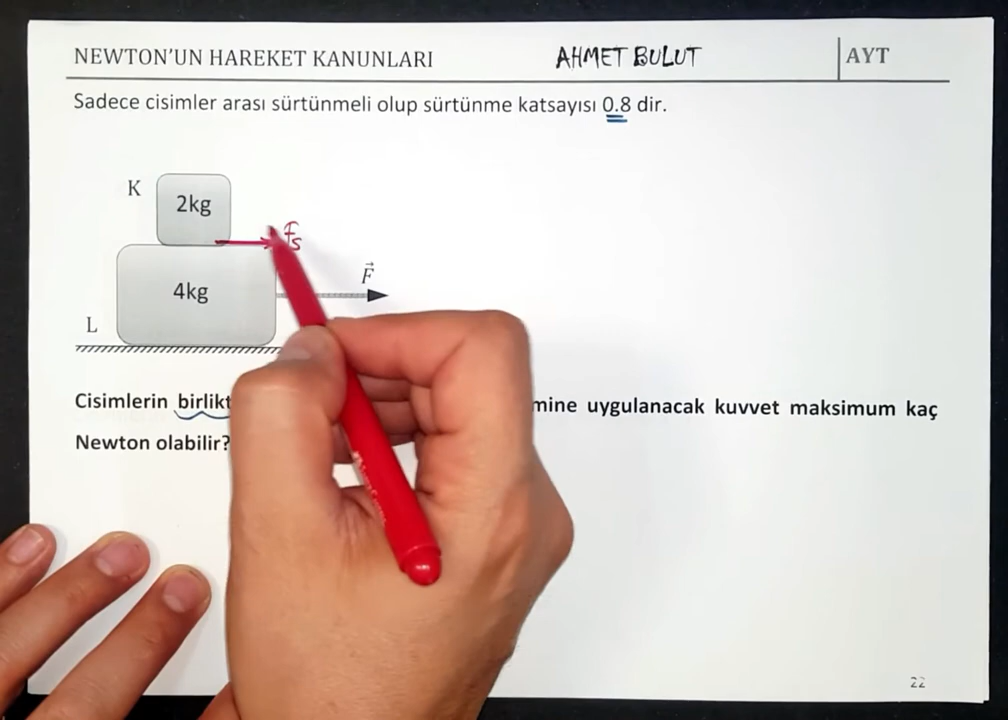 NEWTON'UN HAREKET KANUNLARI AHMET BULUT AYT
Sadece cisimler arası sürtünmeli olup sürtünme katsayısı 0.8 dir.
K
2kg
fs
F
4kg
L
Cisimlerin uygulanacak kuvvet maksimum kaç
Newton olabilir?
22